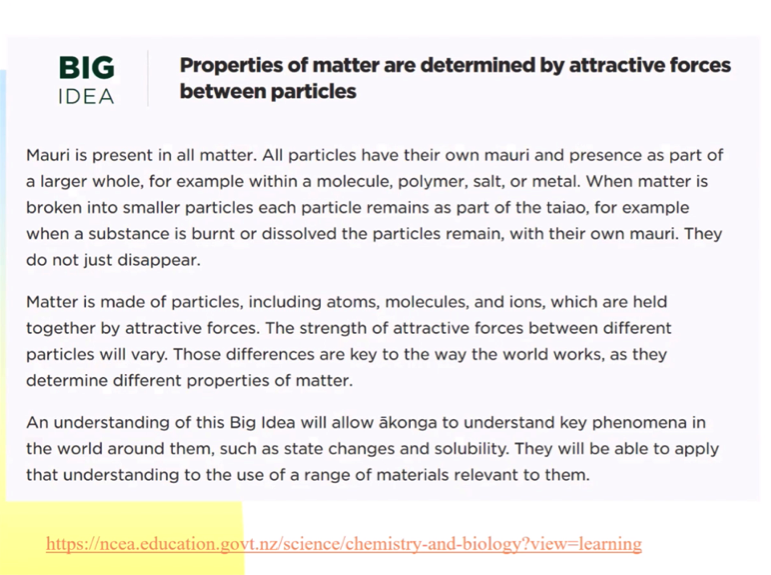 BIG
IDEA
Properties of matter are determined by attractive forces
between particles
Mauri is present in all matter. All particles have their own mauri and presence as part of
a larger whole, for example within a molecule, polymer, salt, or metal. When matter is
broken into smaller particles each particle remains as part of the taiao, for example
when a substance is burnt or dissolved the particles remain, with their own mauri. They
do not just disappear.
Matter is made of particles, including atoms, molecules, and ions, which are held
together by attractive forces. The strength of attractive forces between different
particles will vary. Those differences are key to the way the world works, as they
determine different properties of matter.
An understanding of this Big Idea will allow ākonga to understand key phenomena in
the world around them, such as state changes and solubility. They will be able to apply
that understanding to the use of a range of materials relevant to them.
https://ncea.education.govt.nz/science/chemistry-and-biology?view=learning